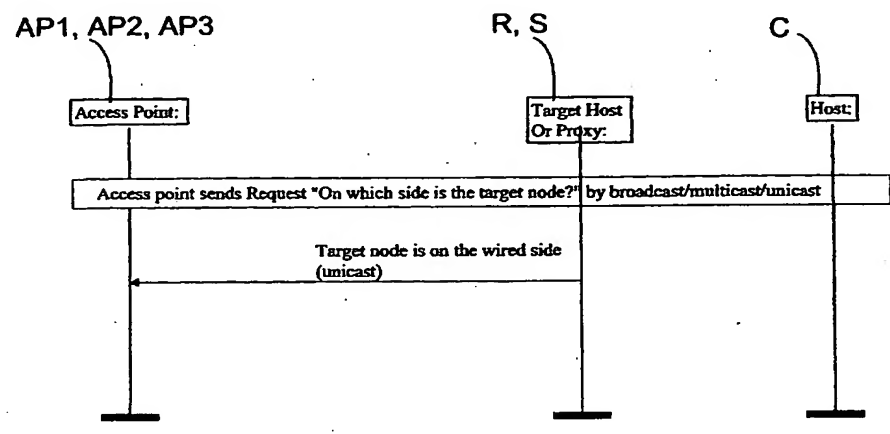 AP1, AP2, AP3
R, S
C
Access Point:
Target Host
Or Proxy:
Host:
Access point sends Request "On which side is the target node?" by broadcast/multicast/unicast
Target node is on the wired side
(unicast)